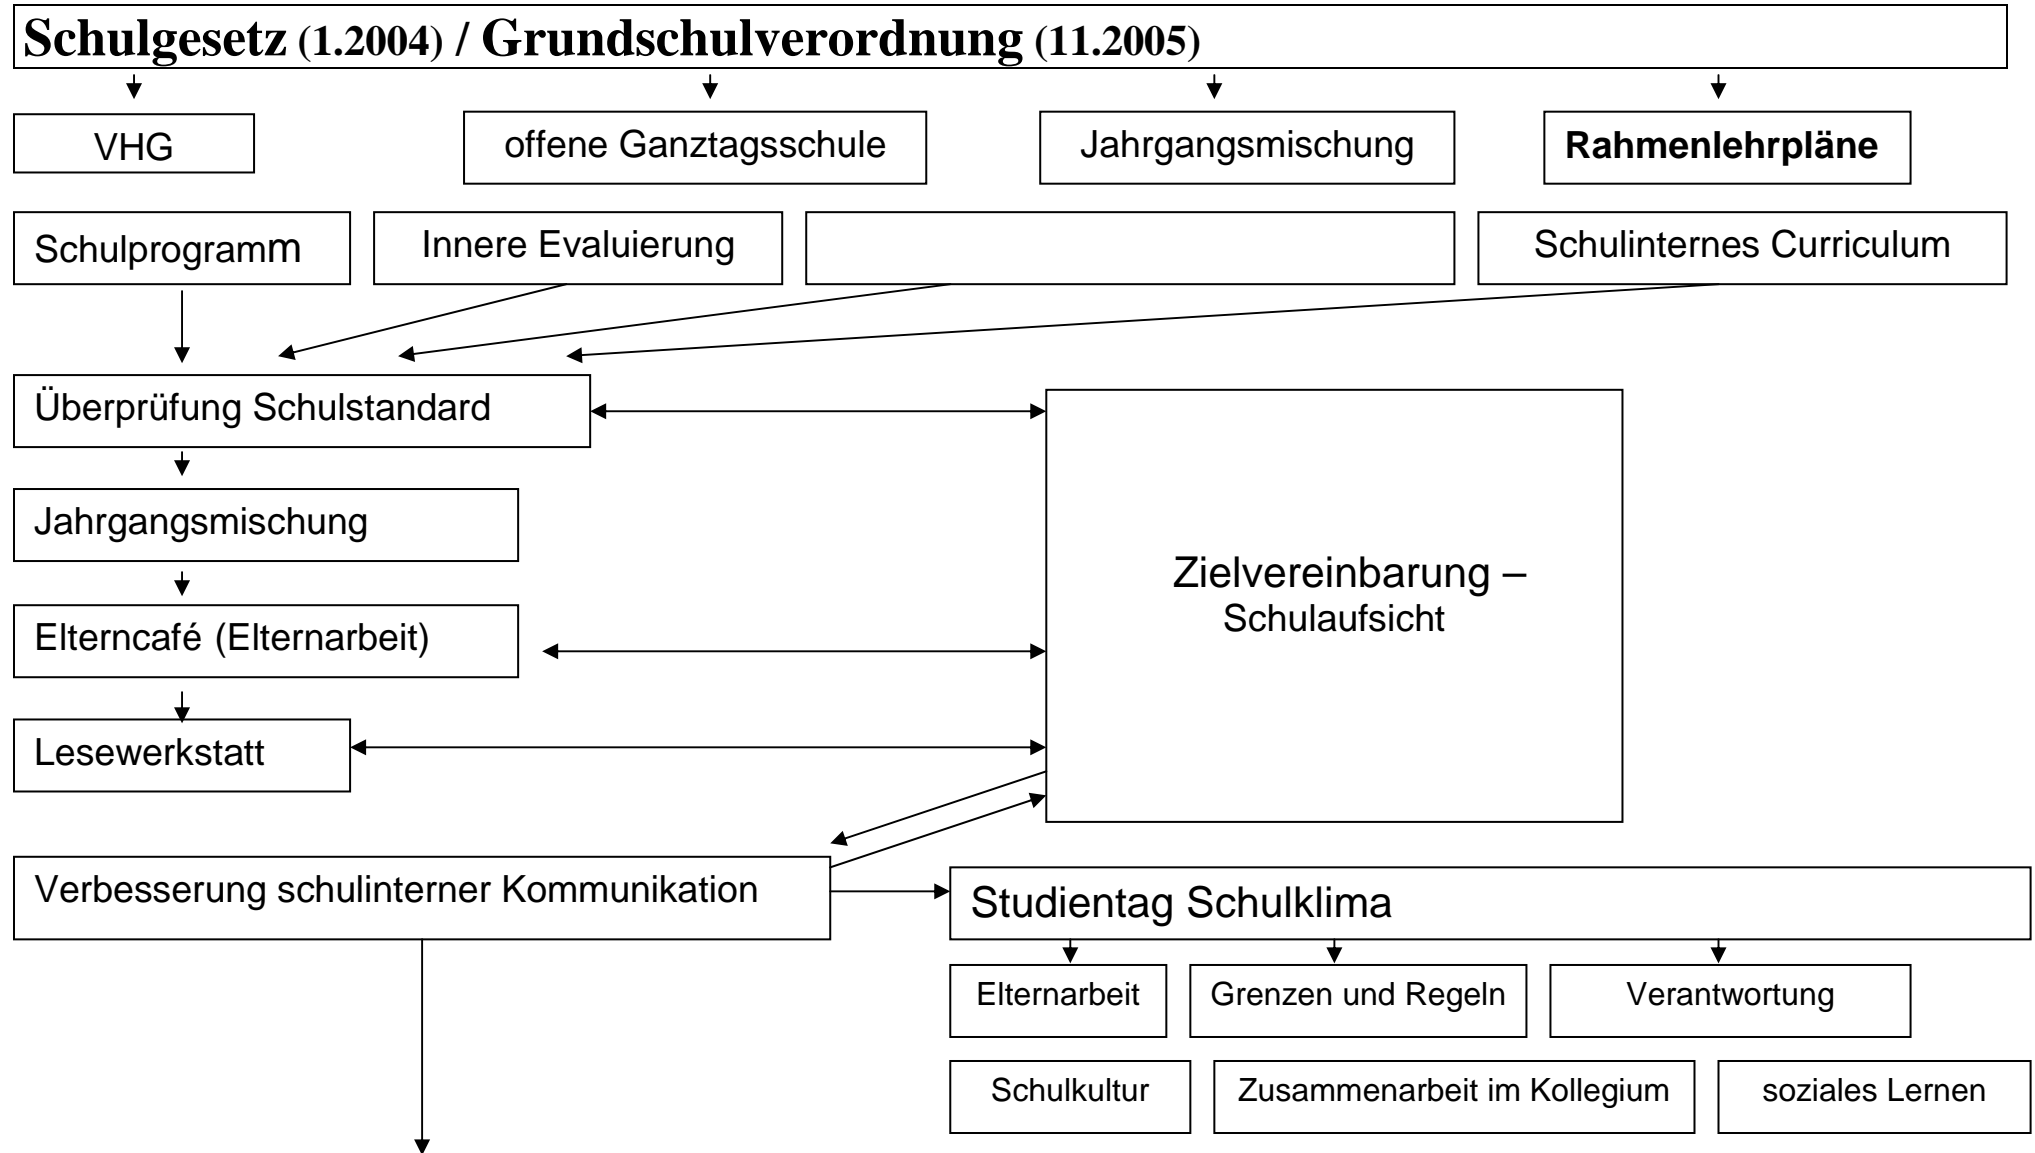 Schulgesetz (1.2004) / Grundschulverordnung (11.2005)
VHG
offene Ganztagsschule
Jahrgangsmischung
Rahmenlehrpläne
Schulprogramm
Innere Evaluierung
Schulinternes Curriculum
Überprüfung Schulstandard
Jahrgangsmischung
Zielvereinbarung –
Schulaufsicht
Elterncafé (Elternarbeit)
Lesewerkstatt
Verbesserung schulinterner Kommunikation
Studientag Schulklima
Elternarbeit
Grenzen und Regeln
Verantwortung
Schulkultur
Zusammenarbeit im Kollegium
soziales Lernen